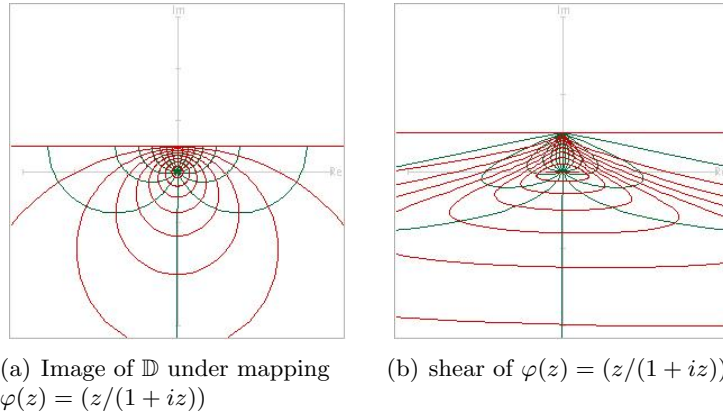 Im
Re
Im
Re
(a) Image of 𝔻 under mapping
φ(z) = (z/(1 + iz))
(b) shear of φ(z) = (z/(1 + iz))